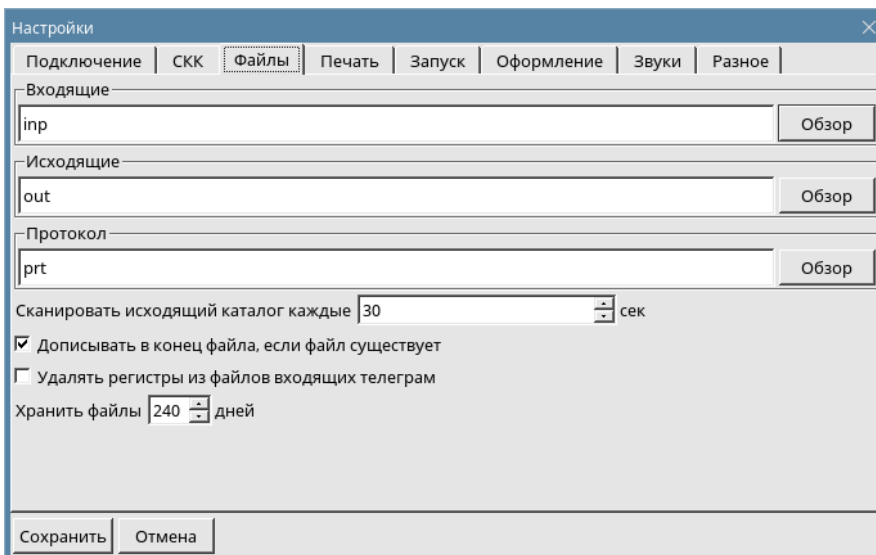 Настройки
Подключение СКК Файлы Печать Запуск Оформление Звуки Разное
Входящие
inp Обзор
Исходящие
out Обзор
Протокол
prt Обзор
Сканировать исходящий каталог каждые 30 сек
Дописывать в конец файла, если файл существует
Удалять регистры из файлов входящих телеграм
Хранить файлы 240 дней
Сохранить Отмена